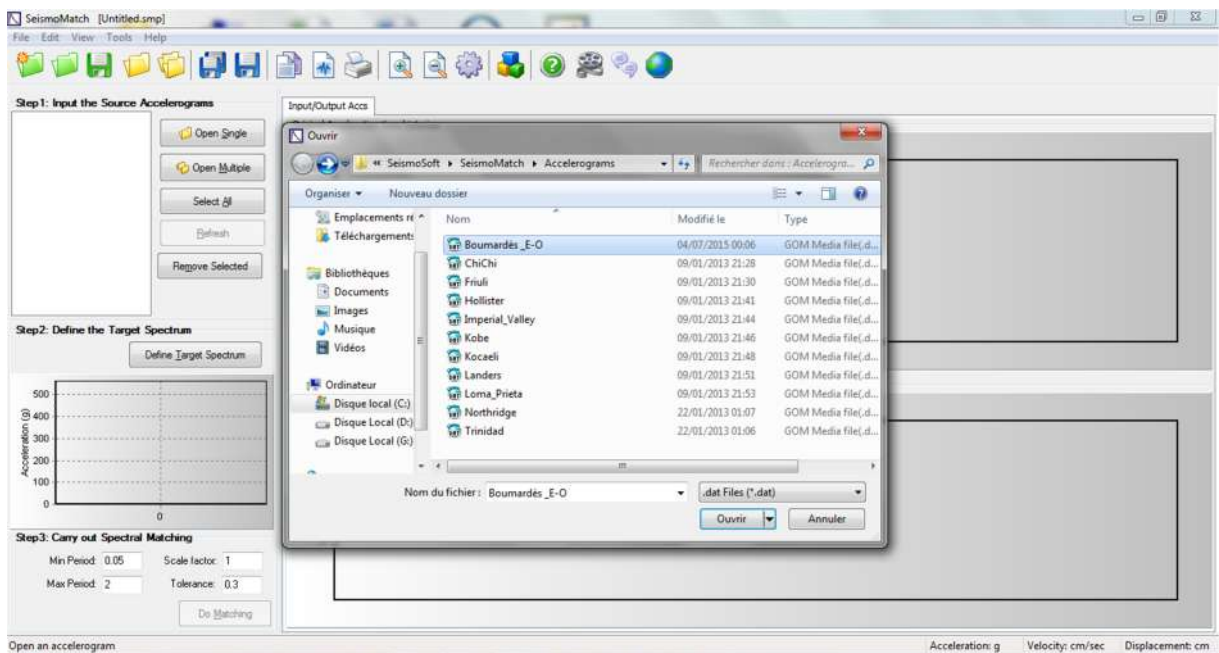 SeismoMatch [Untitled.smp]
File Edit View Tools Help
Step1: Input the Source Accelerograms
Open Single
Open Multiple
Select All
Refresh
Remove Selected
Step2: Define the Target Spectrum
Define Target Spectrum
Acceleration (g)
500
400
300
200
100
0
0
Step3: Carry out Spectral Matching
Min Period: 0.05 Scale factor: 1
Max Period: 2 Tolerance: 0.3
Do Matching
Input/Output Accs
Ouvrir
« SeismoSoft SeismoMatch Accelerograms
Rechercher dans : Accelerogra...
Organiser Nouveau dossier
Emplacements ré
Téléchargements
Bibliothèques
Documents
Images
Musique
Vidéos
Ordinateur
Disque local (C:)
Disque Local (D:)
Disque Local (G:)
Nom Modifié le Type
Boumardès _E-O 04/07/2015 00:06 GOM Media file(.d...
ChiChi 09/01/2013 21:28 GOM Media file(.d...
Friuli 09/01/2013 21:30 GOM Media file(.d...
Hollister 09/01/2013 21:41 GOM Media file(.d...
Imperial_Valley 09/01/2013 21:44 GOM Media file(.d...
Kobe 09/01/2013 21:46 GOM Media file(.d...
Kocaeli 09/01/2013 21:48 GOM Media file(.d...
Landers 09/01/2013 21:51 GOM Media file(.d...
Loma_Prieta 09/01/2013 21:53 GOM Media file(.d...
Northridge 22/01/2013 01:07 GOM Media file(.d...
Trinidad 22/01/2013 01:06 GOM Media file(.d...
Nom du fichier : Boumardès _E-O .dat Files (*.dat)
Ouvrir Annuler
Open an accelerogram Acceleration: g Velocity: cm/sec Displacement: cm